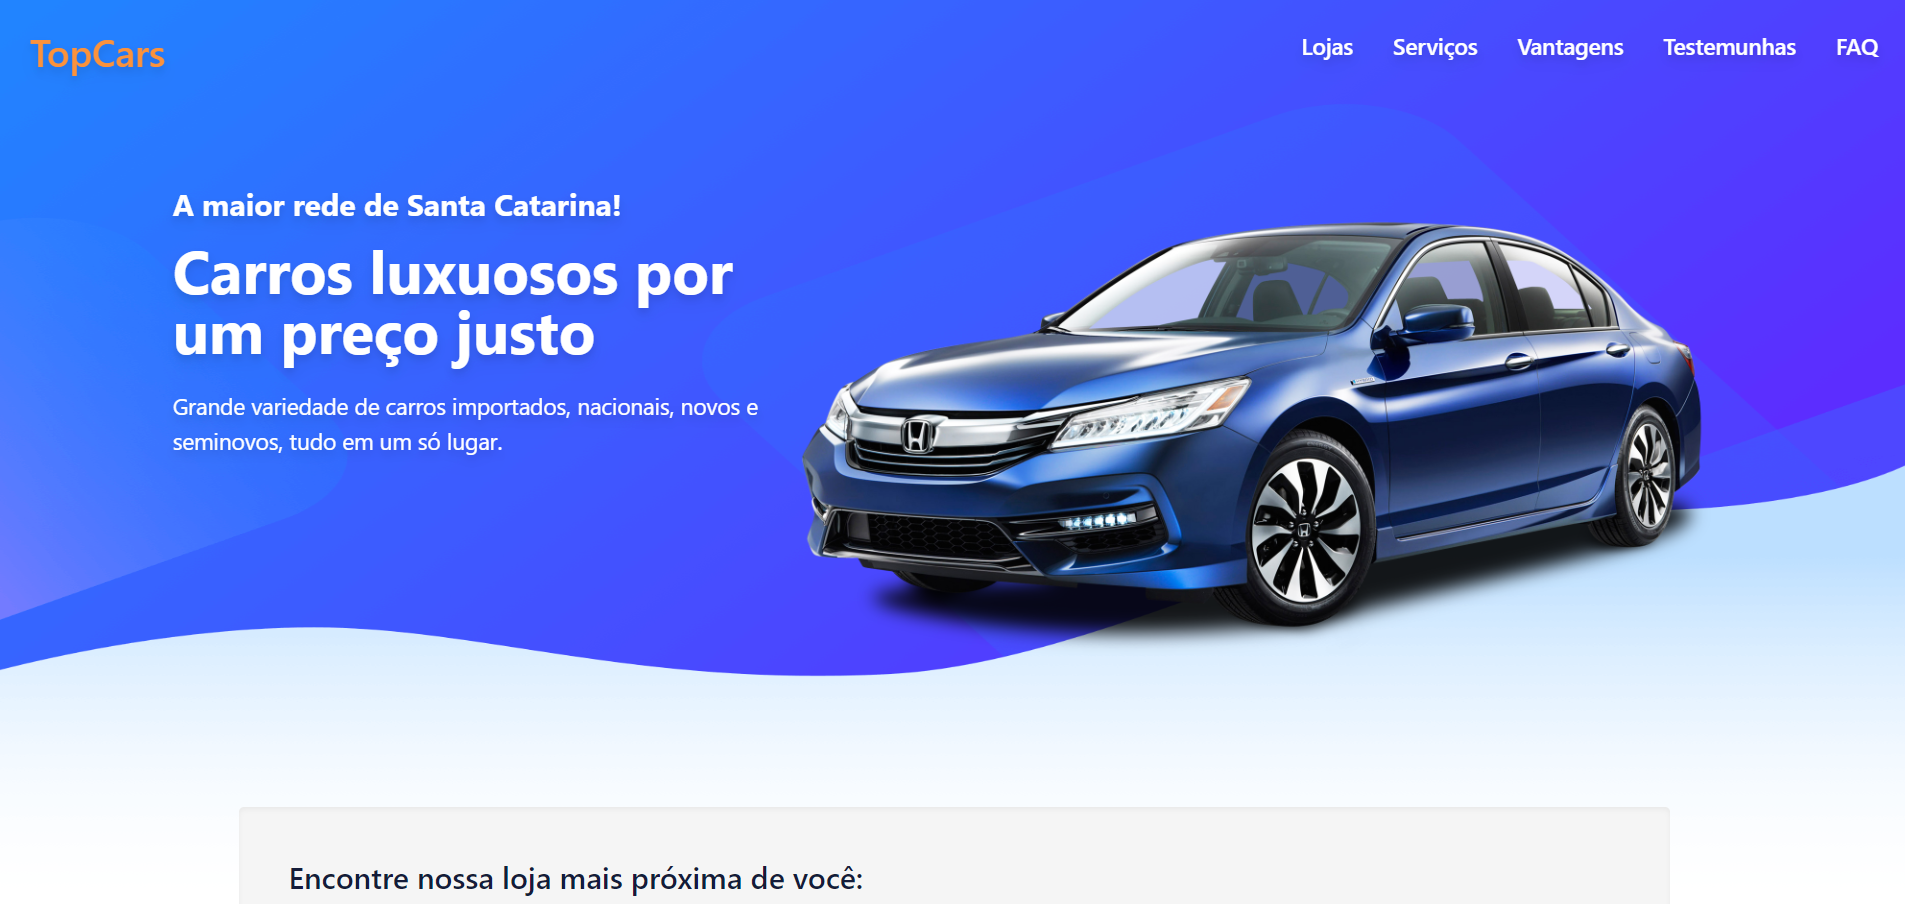 TopCars
Lojas
Serviços
Vantagens
Testemunhas
FAQ
A maior rede de Santa Catarina!
Carros luxuosos por
um preço justo
Grande variedade de carros importados, nacionais, novos e
seminovos, tudo em um só lugar.
Encontre nossa loja mais próxima de você: